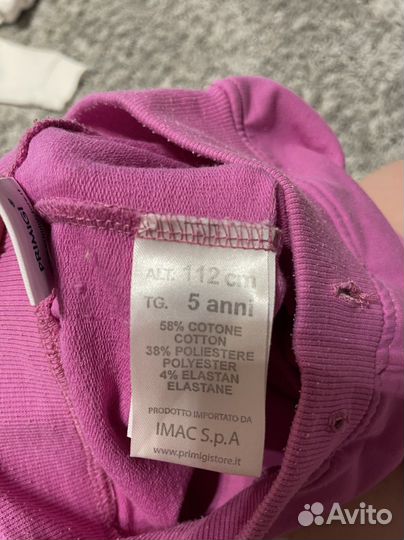 PRIMIGI
ALT. 112 cm
TG. 5 anni
58% COTONE
COTTON
38% POLIESTERE
POLYESTER
4% ELASTAN
ELASTANE
PRODOTTO IMPORTATO DA
IMAC S.p.A
www.primigistore.it
Avito